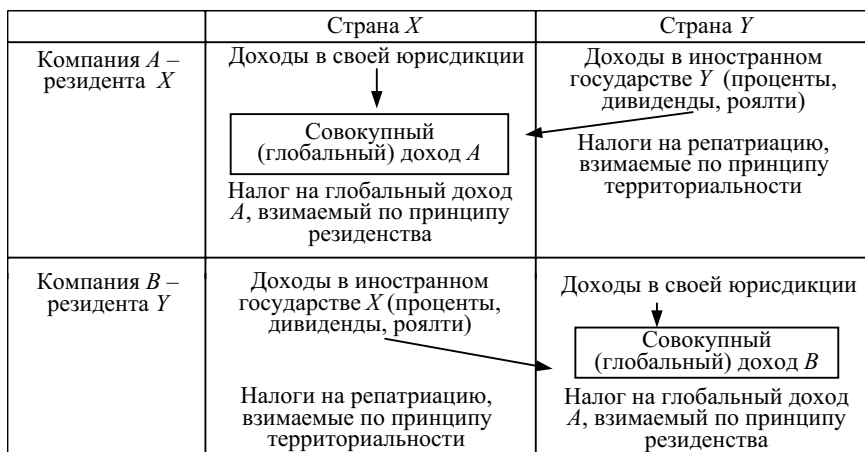 Страна X
Страна Y
Компания A –
резидента X
Доходы в своей юрисдикции
Совокупный
(глобальный) доход A
Налог на глобальный доход
A, взимаемый по принципу
резиденства
Доходы в иностранном
государстве Y (проценты,
дивиденды, роялти)
Налоги на репатриацию,
взимаемые по принципу
территориальности
Компания B –
резидента Y
Доходы в иностранном
государстве X (проценты,
дивиденды, роялти)
Налоги на репатриацию,
взимаемые по принципу
территориальности
Доходы в своей юрисдикции
Совокупный
(глобальный) доход B
Налог на глобальный доход
A, взимаемый по принципу
резиденства